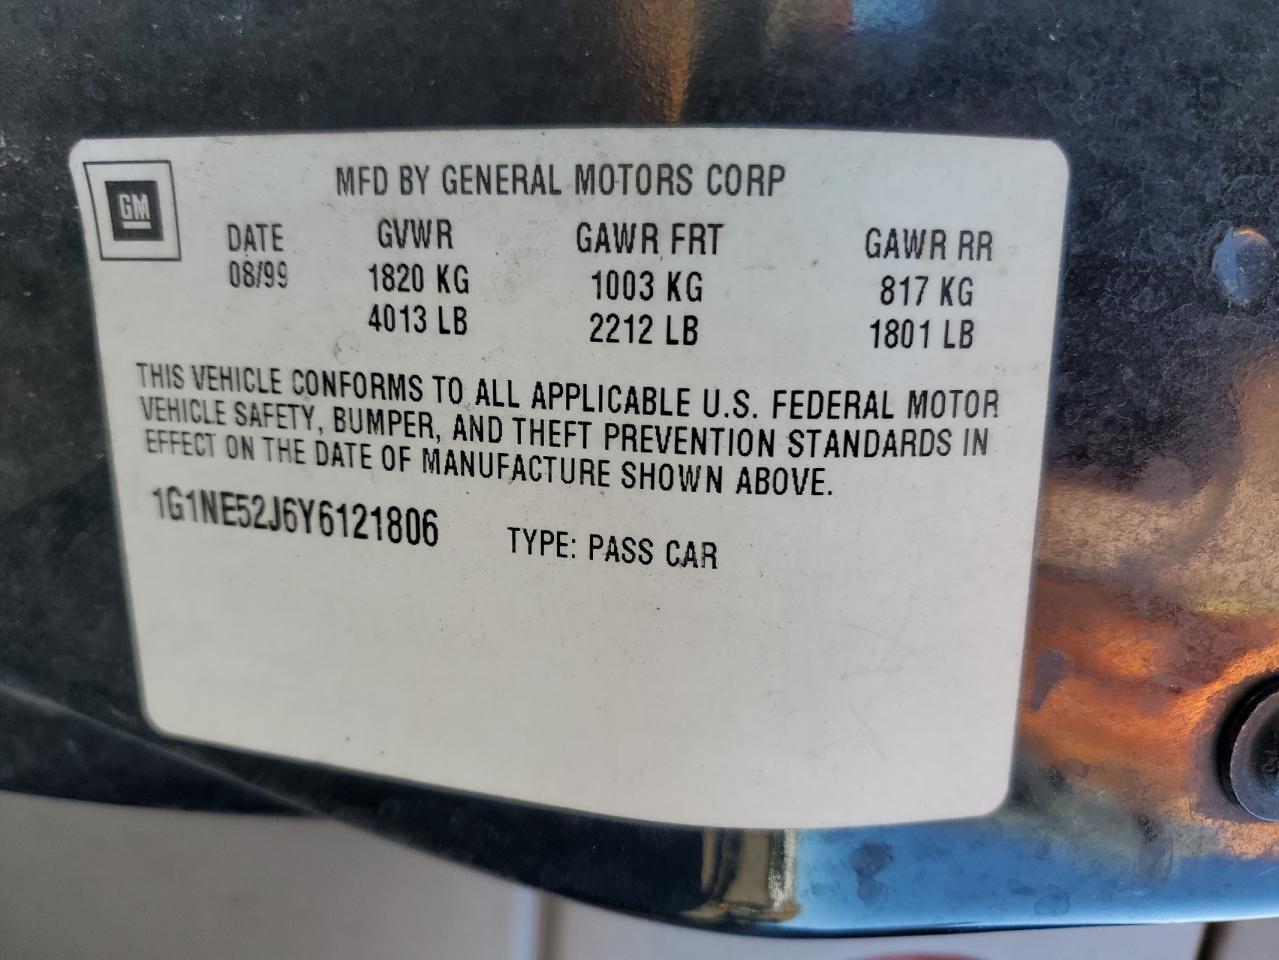 GM
MFD BY GENERAL MOTORS CORP
DATE GVWR GAWR FRT GAWR RR
08/99 1820 KG 1003 KG 817 KG
4013 LB 2212 LB 1801 LB
THIS VEHICLE CONFORMS TO ALL APPLICABLE U.S. FEDERAL MOTOR
VEHICLE SAFETY, BUMPER, AND THEFT PREVENTION STANDARDS IN
EFFECT ON THE DATE OF MANUFACTURE SHOWN ABOVE.
1G1NE52J6Y6121806 TYPE: PASS CAR